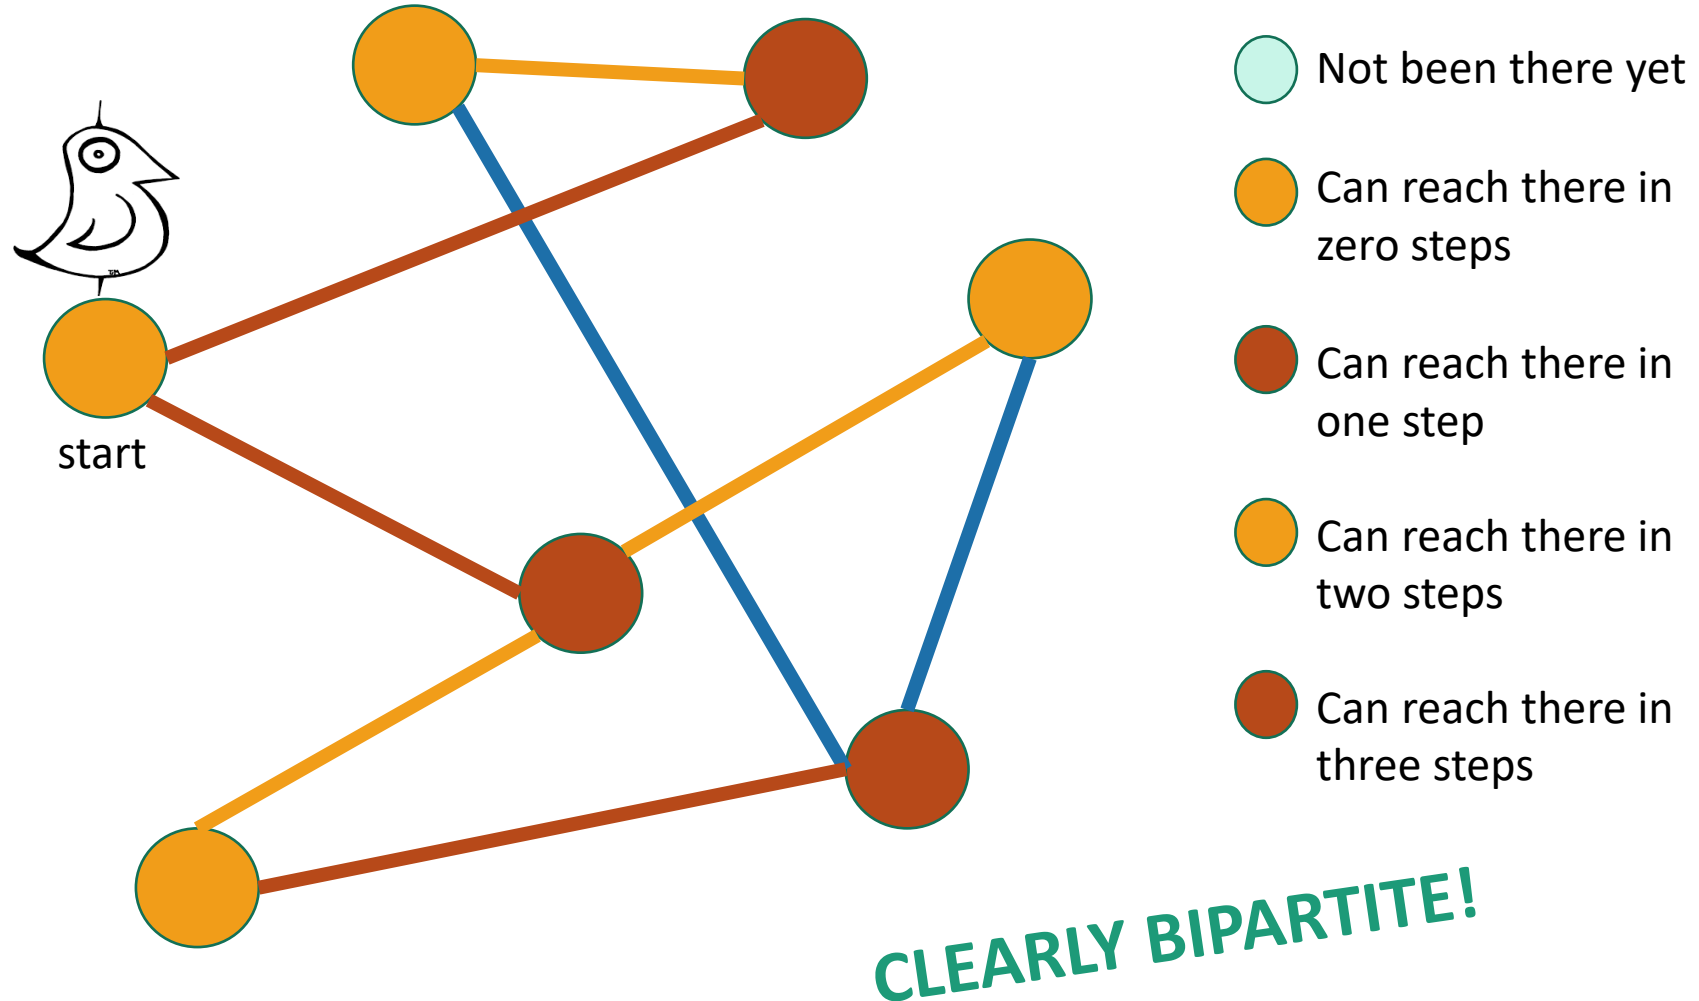 start
Not been there yet
Can reach there in
zero steps
Can reach there in
one step
Can reach there in
two steps
Can reach there in
three steps
CLEARLY BIPARTITE!